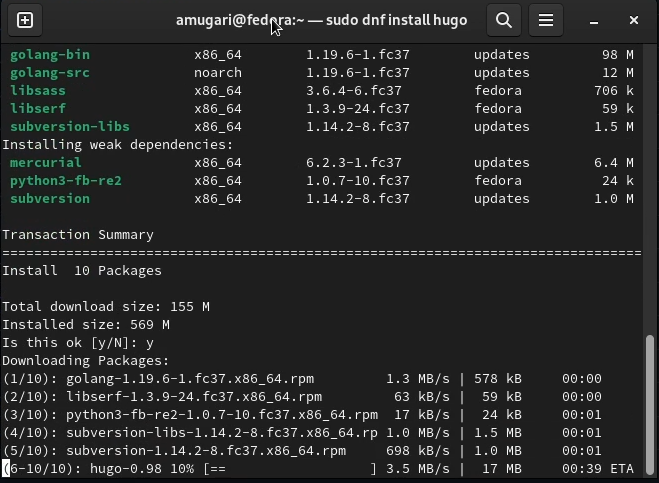 amugari@fedora:~ — sudo dnf install hugo
golang-bin x86_64 1.19.6-1.fc37 updates 98 M
golang-src noarch 1.19.6-1.fc37 updates 12 M
libsass x86_64 3.6.4-6.fc37 fedora 706 k
libserf x86_64 1.3.9-24.fc37 fedora 59 k
subversion-libs x86_64 1.14.2-8.fc37 updates 1.5 M
Installing weak dependencies:
mercurial x86_64 6.2.3-1.fc37 updates 6.4 M
python3-fb-re2 x86_64 1.0.7-10.fc37 fedora 24 k
subversion x86_64 1.14.2-8.fc37 updates 1.0 M
Transaction Summary
================================================================================
Install  10 Packages
Total download size: 155 M
Installed size: 569 M
Is this ok [y/N]: y
Downloading Packages:
(1/10): golang-1.19.6-1.fc37.x86_64.rpm 1.3 MB/s | 578 kB 00:00
(2/10): libserf-1.3.9-24.fc37.x86_64.rpm 63 kB/s | 59 kB 00:00
(3/10): python3-fb-re2-1.0.7-10.fc37.x86_64.rpm 17 kB/s | 24 kB 00:01
(4/10): subversion-libs-1.14.2-8.fc37.x86_64.rp 1.0 MB/s | 1.5 MB 00:01
(5/10): subversion-1.14.2-8.fc37.x86_64.rpm 698 kB/s | 1.0 MB 00:01
(6-10/10): hugo-0.98 10% [== ] 3.5 MB/s | 17 MB 00:39 ETA